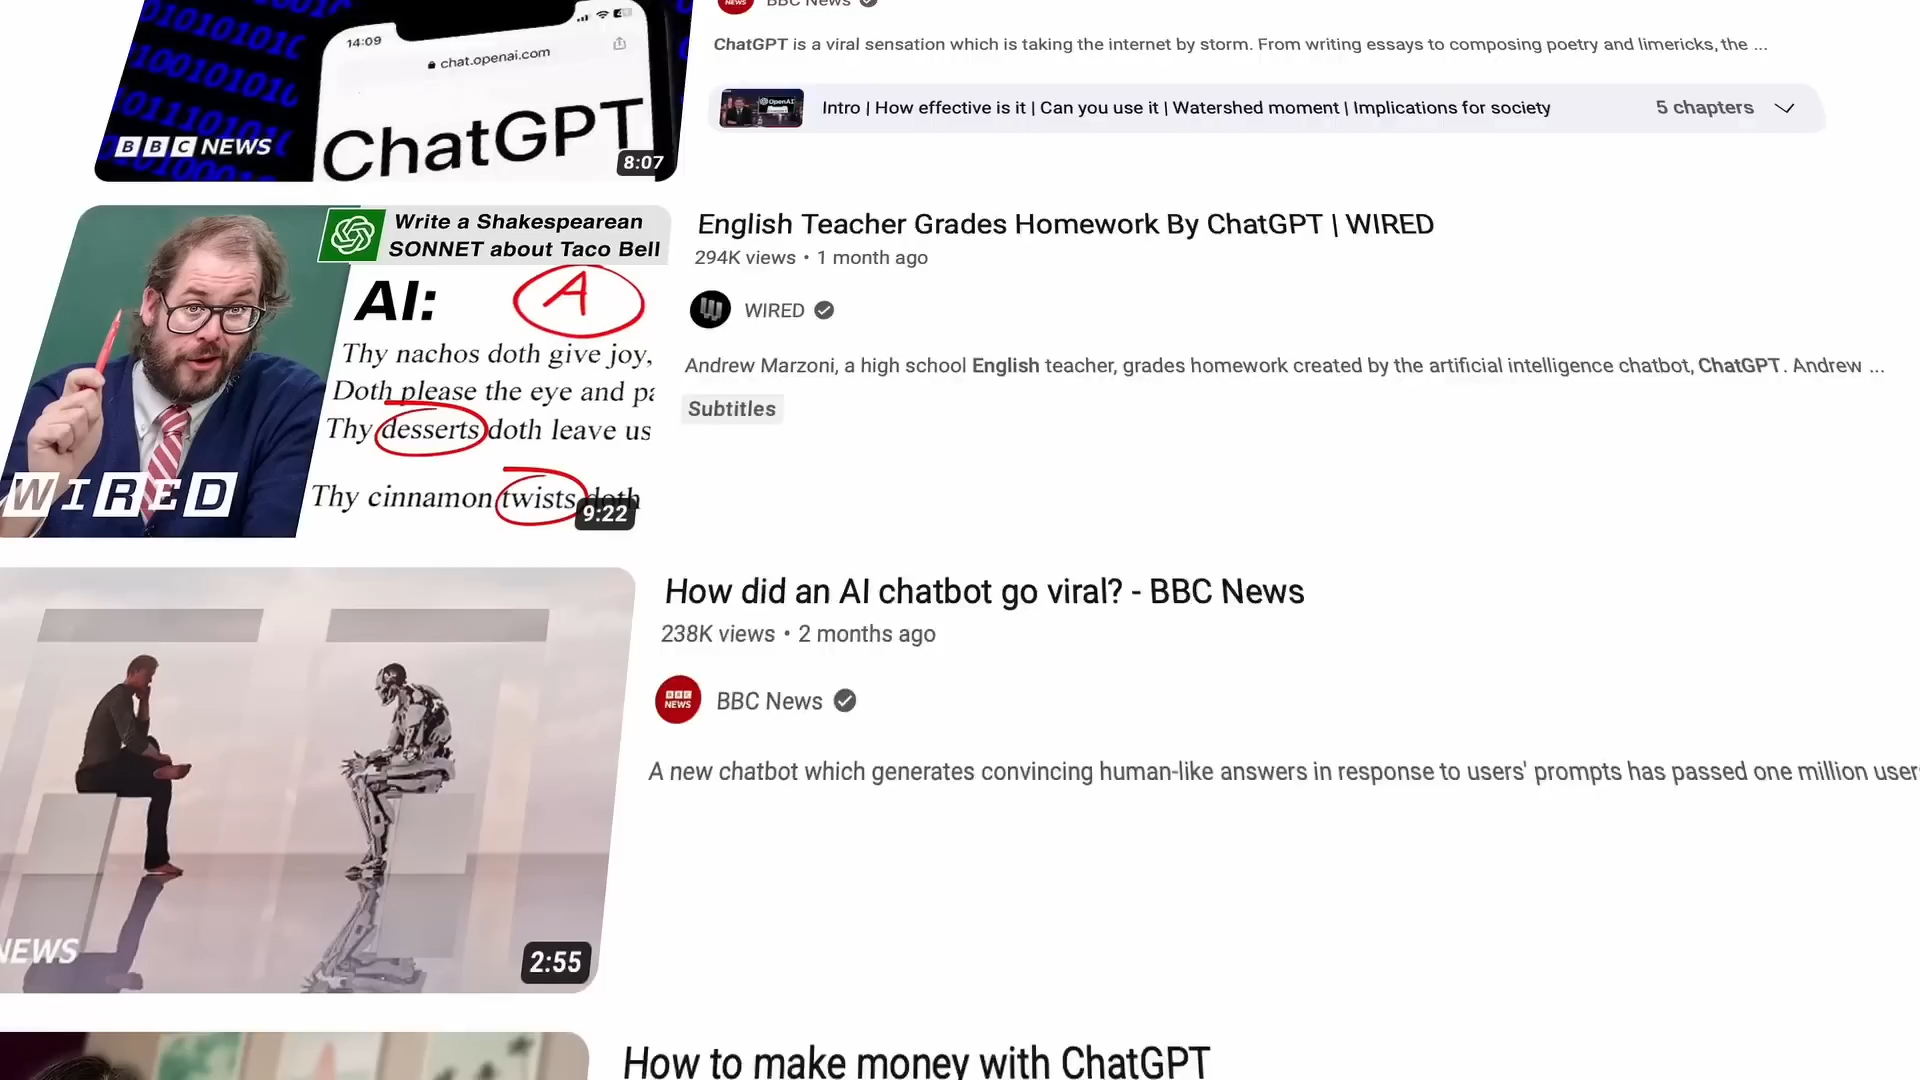 BBC News
14:09
chat.openai.com
ChatGPT
BBC NEWS
8:07
ChatGPT is a viral sensation which is taking the internet by storm. From writing essays to composing poetry and limericks, the ...
OpenAI
Intro | How effective is it | Can you use it | Watershed moment | Implications for society
5 chapters
Write a Shakespearean
SONNET about Taco Bell
AI:
A
Thy nachos doth give joy,
Doth please the eye and pa
Thy desserts doth leave us
Thy cinnamon twists doth
WIRED
9:22
English Teacher Grades Homework By ChatGPT | WIRED
294K views • 1 month ago
WIRED
Andrew Marzoni, a high school English teacher, grades homework created by the artificial intelligence chatbot, ChatGPT. Andrew ...
Subtitles
NEWS
2:55
How did an AI chatbot go viral? - BBC News
238K views • 2 months ago
BBC NEWS
BBC News
A new chatbot which generates convincing human-like answers in response to users' prompts has passed one million users
How to make money with ChatGPT